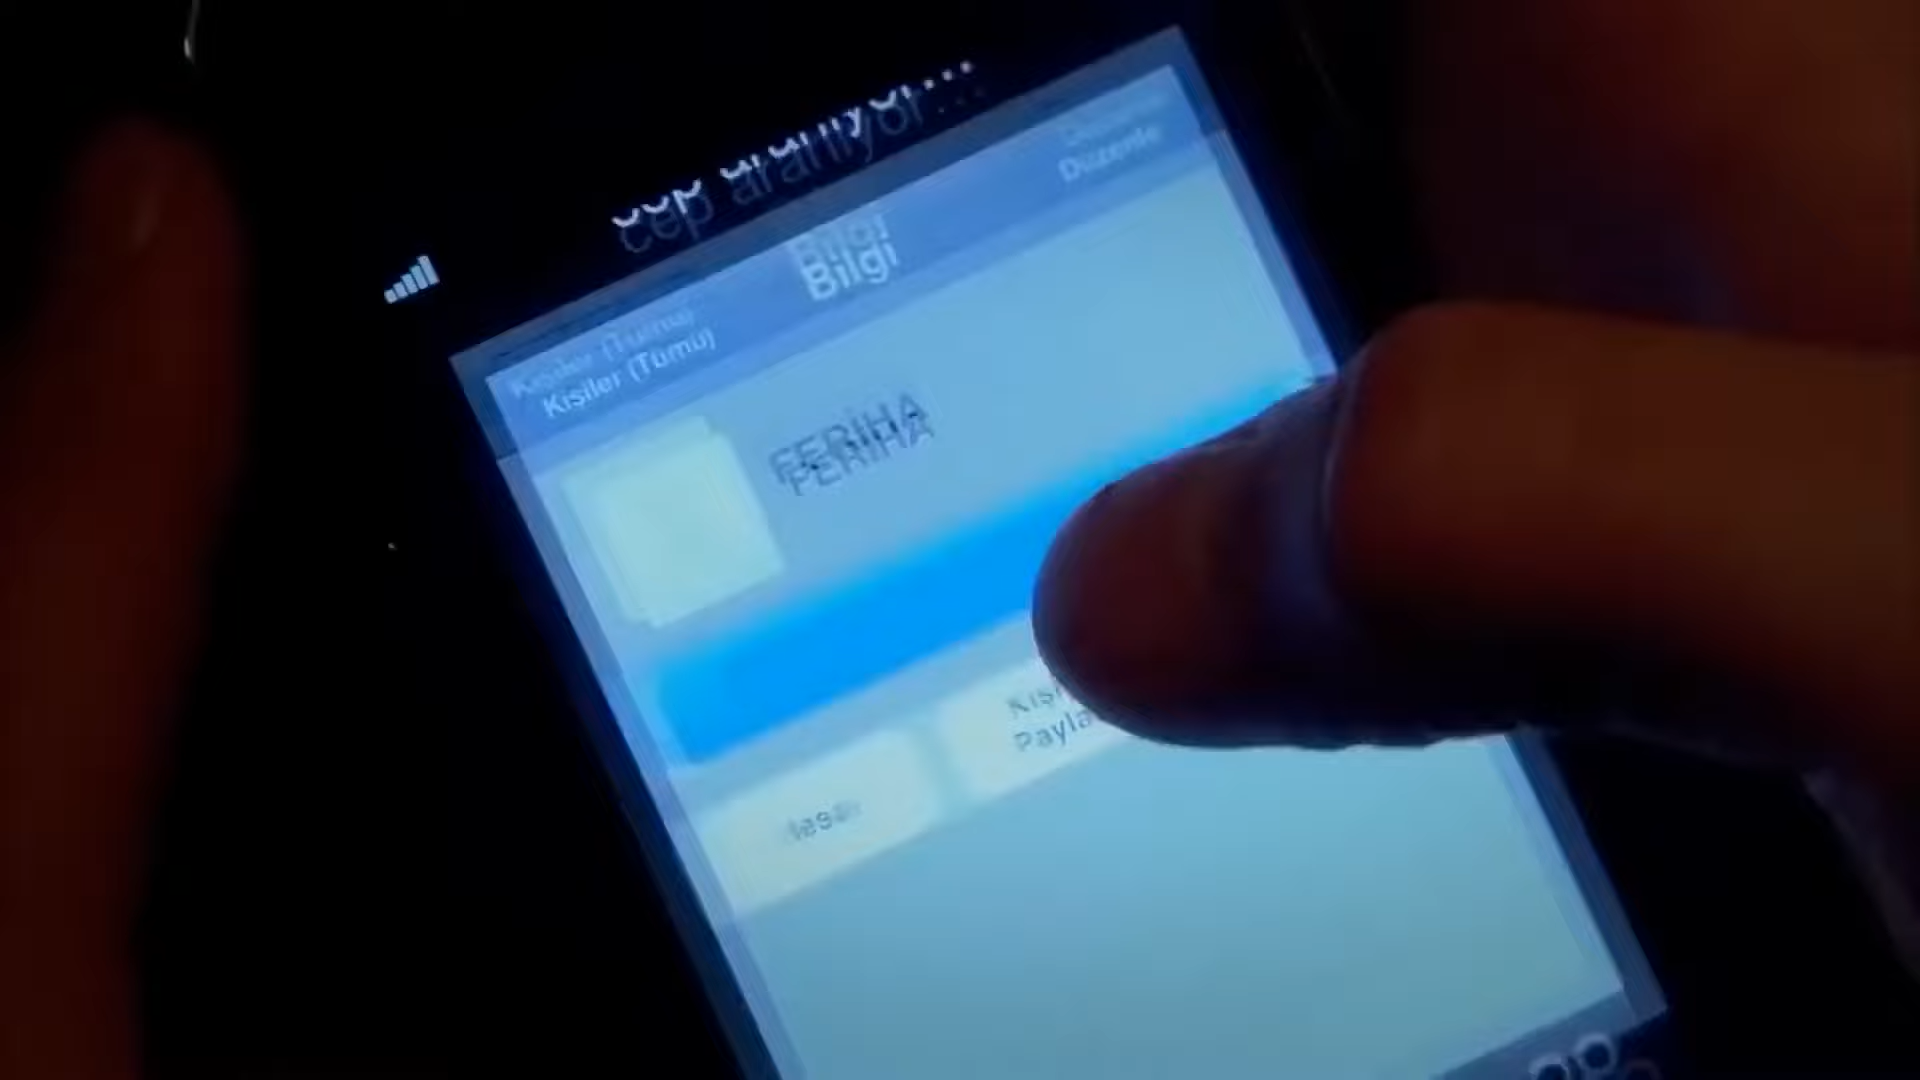 cep aranıyor...
Düzenle
Bilgi
Kişiler (Tümü)
FERİHA